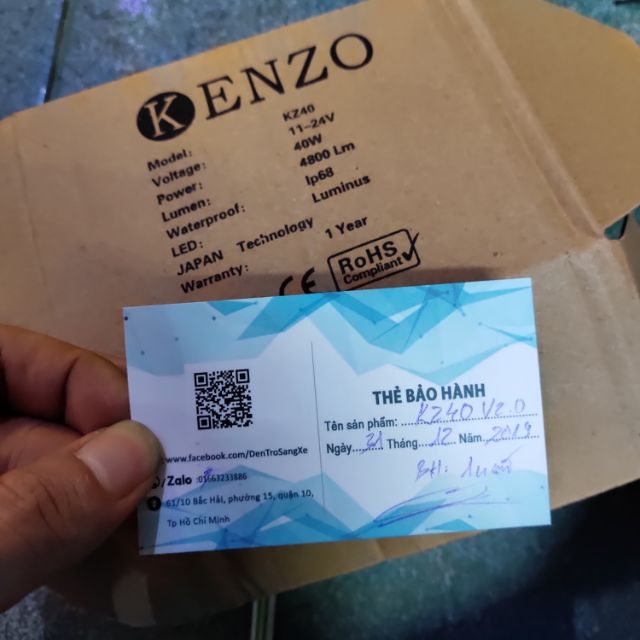 KENZO
Model: KZ40
Voltage: 11-24V
Power: 40W
Lumen: 4800 Lm
Waterproof: Ip68
LED: Luminus
JAPAN Technology
Warranty: 1 Year
CE RoHS
Compliant
THẺ BẢO HÀNH
Tên sản phẩm: KZ40 V2.0
Ngày 21 Tháng 12 Năm 2019
BH: 1 năm
www.facebook.com/DenTroSangXe
/Zalo
61/10 Bắc Hải, phường 15, quận 10,
Tp Hồ Chí Minh